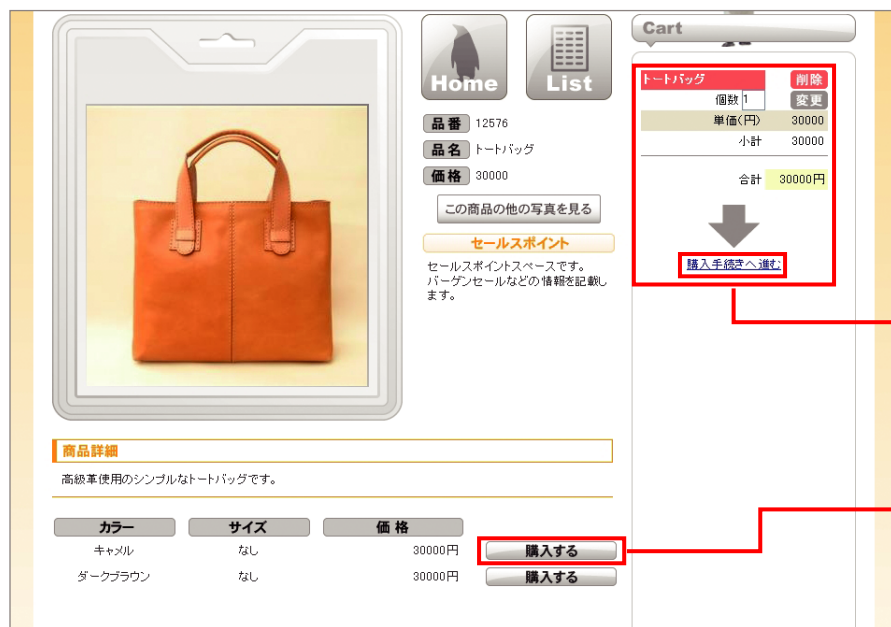 Home
List
品番 12576
品名 トートバッグ
価格 30000
この商品の他の写真を見る
セールスポイント
セールスポイントスペースです。
バーゲンセールなどの情報を記載し
ます。
Cart
トートバッグ 削除
個数 1 変更
単価(円) 30000
小計 30000
合計 30000円
購入手続きへ進む
商品詳細
高級革使用のシンプルなトートバッグです。
カラー サイズ 価格
キャメル なし 30000円 購入する
ダークブラウン なし 30000円 購入する